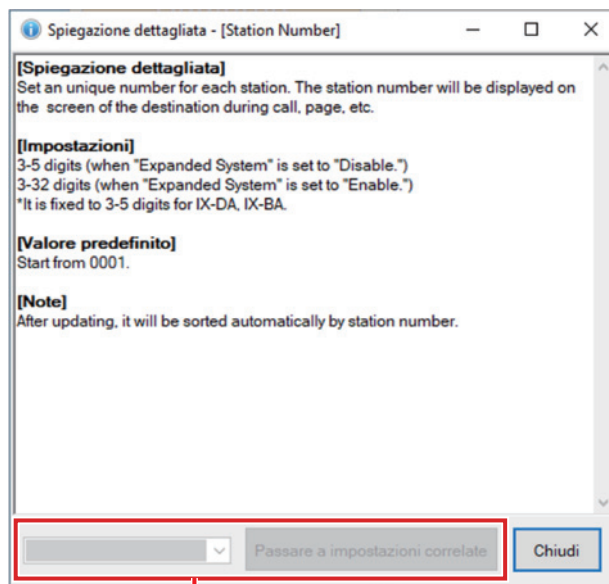 Spiegazione dettagliata - [Station Number]
[Spiegazione dettagliata]
Set an unique number for each station. The station number will be displayed on
the screen of the destination during call, page, etc.
[Impostazioni]
3-5 digits (when "Expanded System" is set to "Disable.")
3-32 digits (when "Expanded System" is set to "Enable.")
*It is fixed to 3-5 digits for IX-DA, IX-BA.
[Valore predefinito]
Start from 0001.
[Note]
After updating, it will be sorted automatically by station number.
Passare a impostazioni correlate
Chiudi